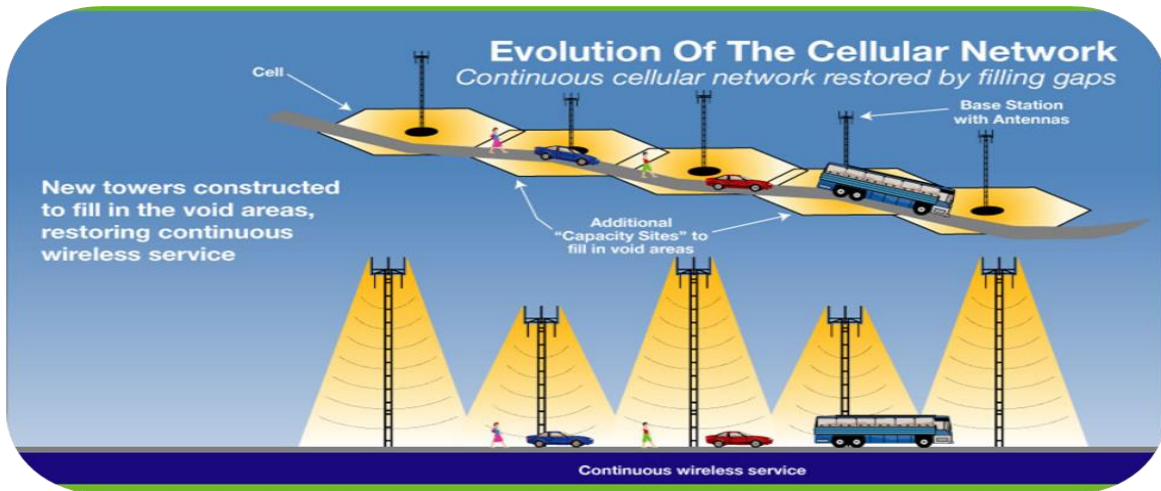 Evolution Of The Cellular Network
Continuous cellular network restored by filling gaps
Cell
Base Station
with Antennas
New towers constructed
to fill in the void areas,
restoring continuous
wireless service
Additional
"Capacity Sites" to
fill in void areas
Continuous wireless service